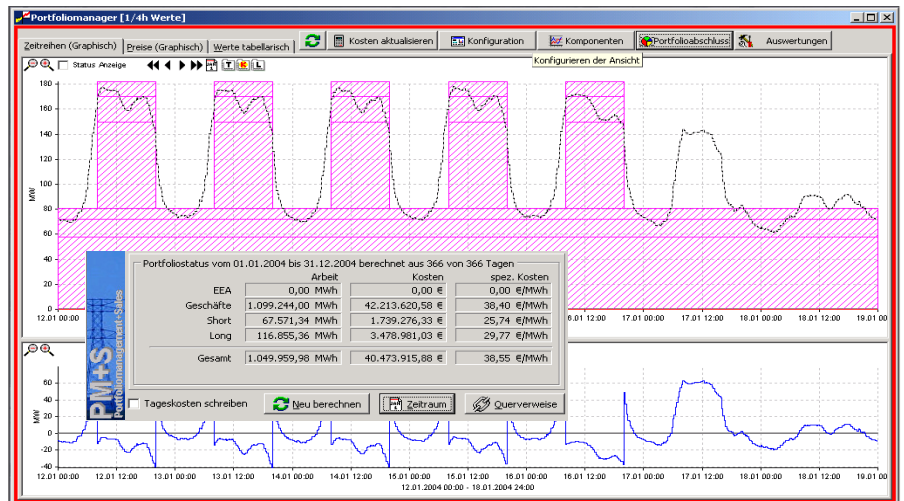 Portfoliomanager [1/4h Werte]
Zeitreihen (Graphisch) Preise (Graphisch) Werte tabellarisch Kosten aktualisieren Konfiguration Komponenten Portfolioabschluss Auswertungen
Status Anzeige T K L
Konfigurieren der Ansicht
180
160
140
120
100
80
60
40
20
0
MW
12.01 00:00 6.01 12:00 17.01 00:00 17.01 12:00 18.01 00:00 18.01 12:00 19.01 00
PM+S
Portfoliomanagement+Sales
Portfoliostatus vom 01.01.2004 bis 31.12.2004 berechnet aus 366 von 366 Tagen
Arbeit Kosten spez. Kosten
EEA 0,00 MWh 0,00 € 0,00 €/MWh
Geschäfte 1.099.244,00 MWh 42.213.620,58 € 38,40 €/MWh
Short 67.571,34 MWh 1.739.276,33 € 25,74 €/MWh
Long 116.855,36 MWh 3.478.981,03 € 29,77 €/MWh
Gesamt 1.049.959,98 MWh 40.473.915,88 € 38,55 €/MWh
Tageskosten schreiben Neu berechnen Zeitraum Querverweise
60
40
20
0
-20
-40
MW
12.01 00:00 12.01 12:00 13.01 00:00 13.01 12:00 14.01 00:00 14.01 12:00 15.01 00:00 15.01 12:00 16.01 00:00 16.01 12:00 17.01 00:00 17.01 12:00 18.01 00:00 18.01 12:00 19.01 00
12.01.2004 00:00 - 18.01.2004 24:00